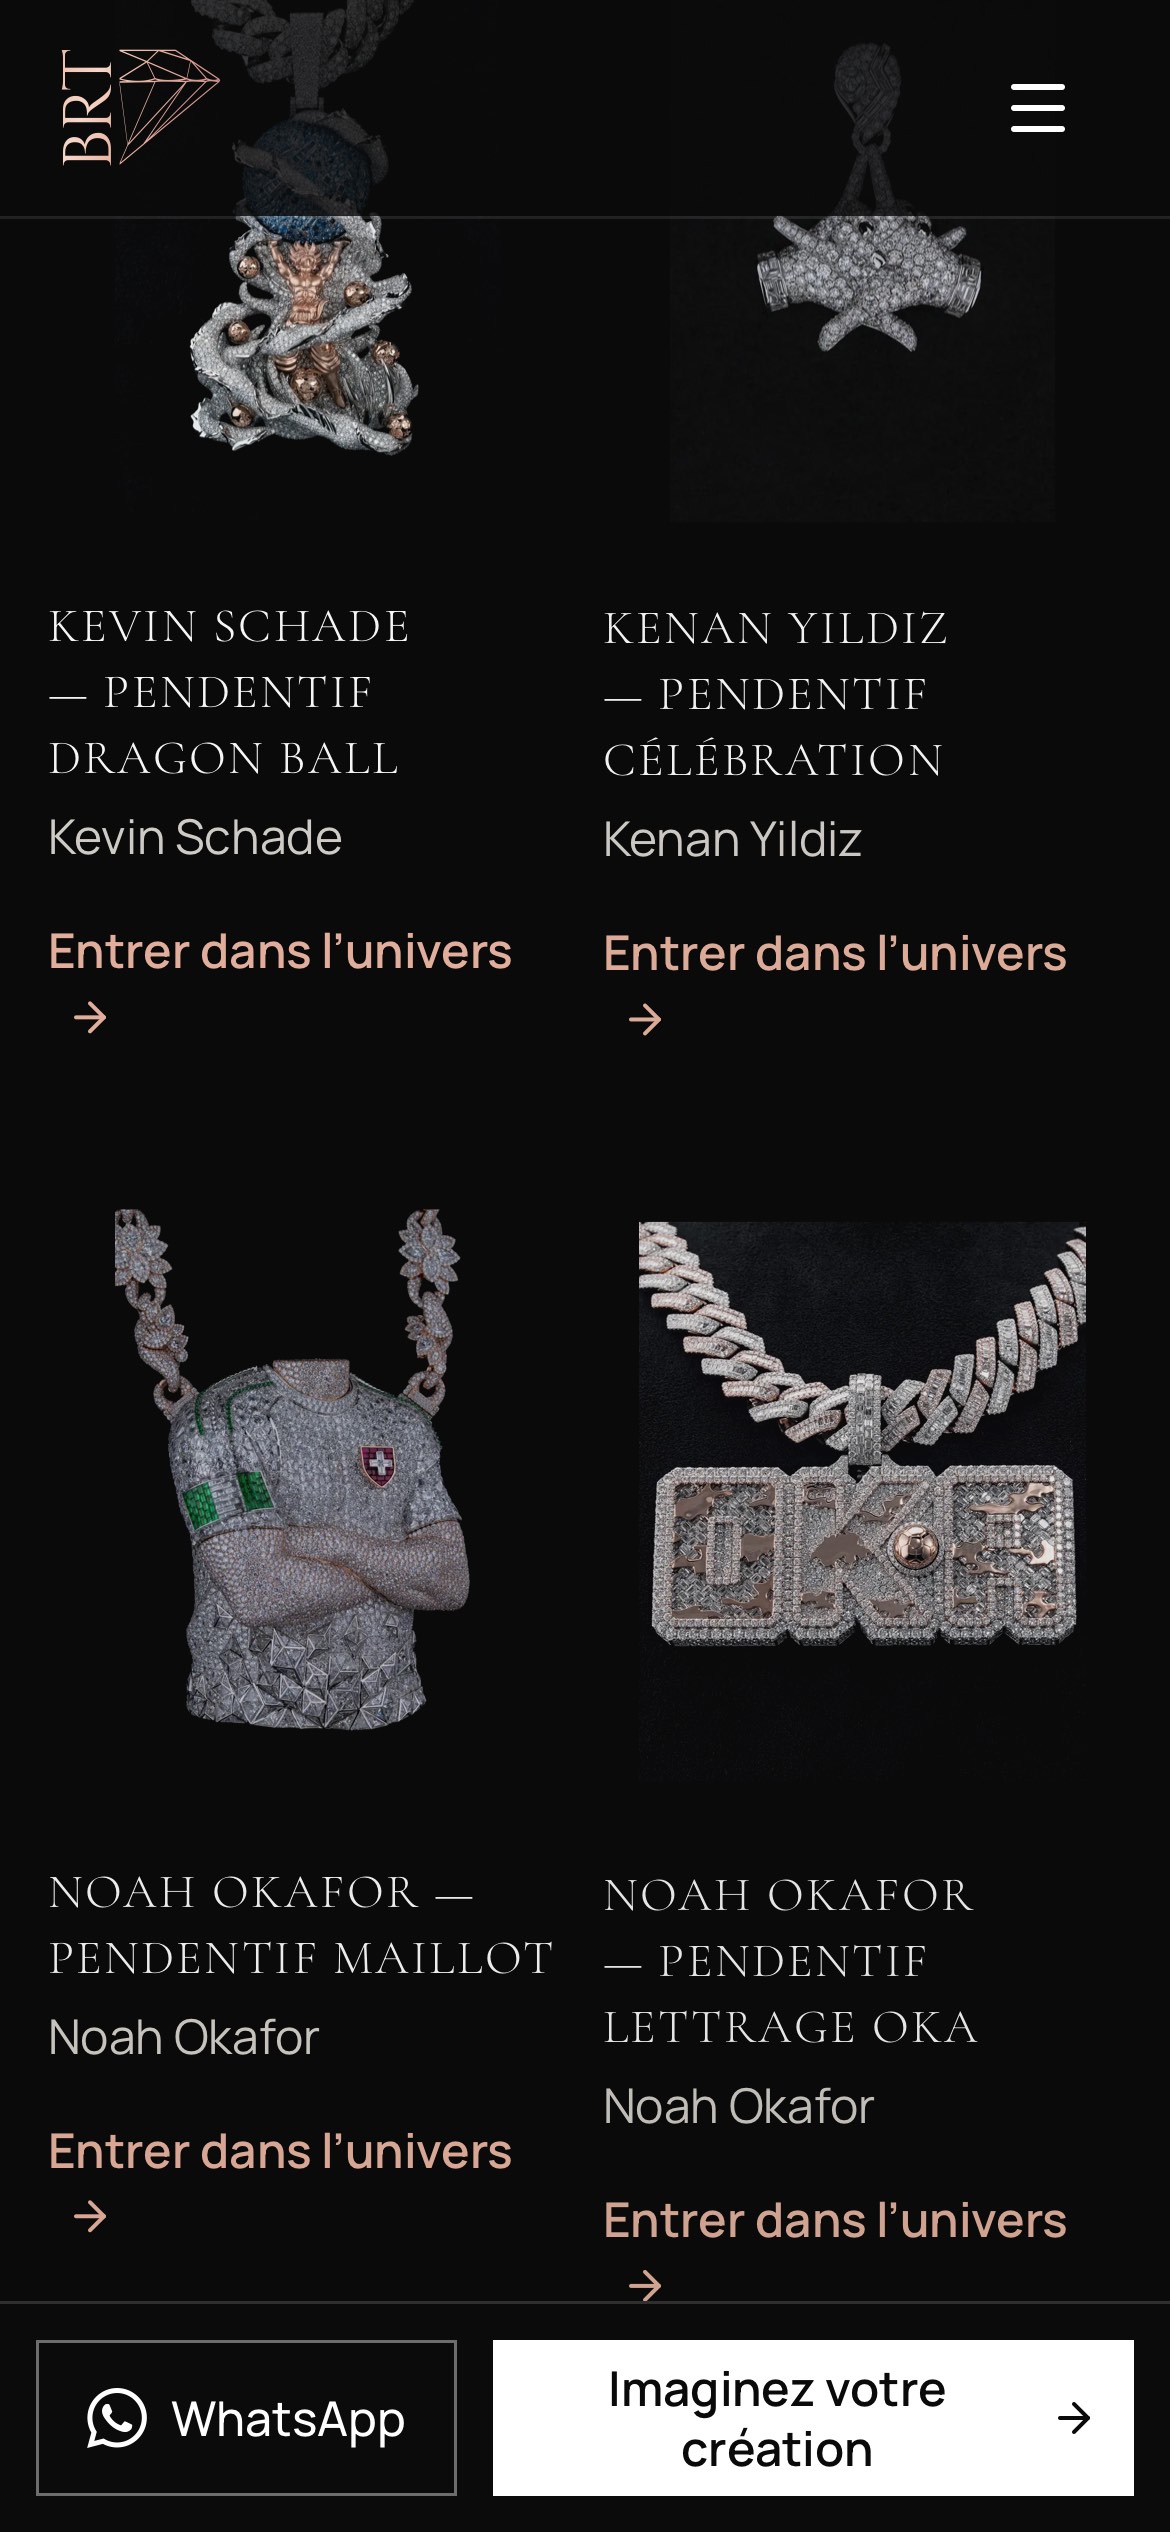 BRT
KEVIN SCHADE
— PENDENTIF
DRAGON BALL
Kevin Schade
Entrer dans l’univers
→
KENAN YILDIZ
— PENDENTIF
CÉLÉBRATION
Kenan Yildiz
Entrer dans l’univers
→
OKA
NOAH OKAFOR —
PENDENTIF MAILLOT
Noah Okafor
Entrer dans l’univers
→
NOAH OKAFOR
— PENDENTIF
LETTRAGE OKA
Noah Okafor
Entrer dans l’univers
→
WhatsApp
Imaginez votre
création
→